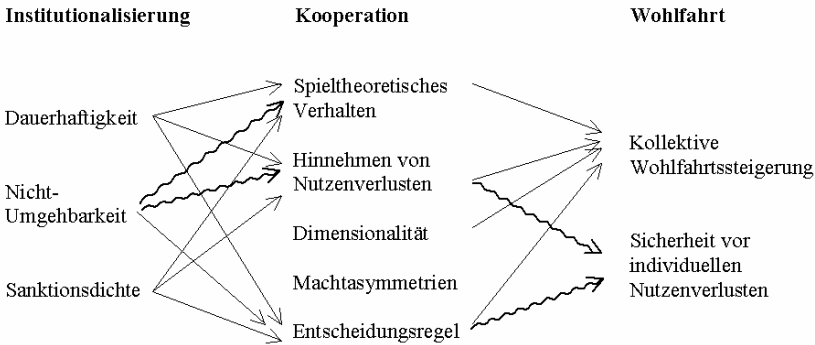 Institutionalisierung
Kooperation
Wohlfahrt
Dauerhaftigkeit
Nicht-
Umgehbarkeit
Sanktionsdichte
Spieltheoretisches
Verhalten
Hinnehmen von
Nutzenverlusten
Dimensionalität
Machtasymmetrien
Entscheidungsregel
Kollektive
Wohlfahrtssteigerung
Sicherheit vor
individuellen
Nutzenverlusten